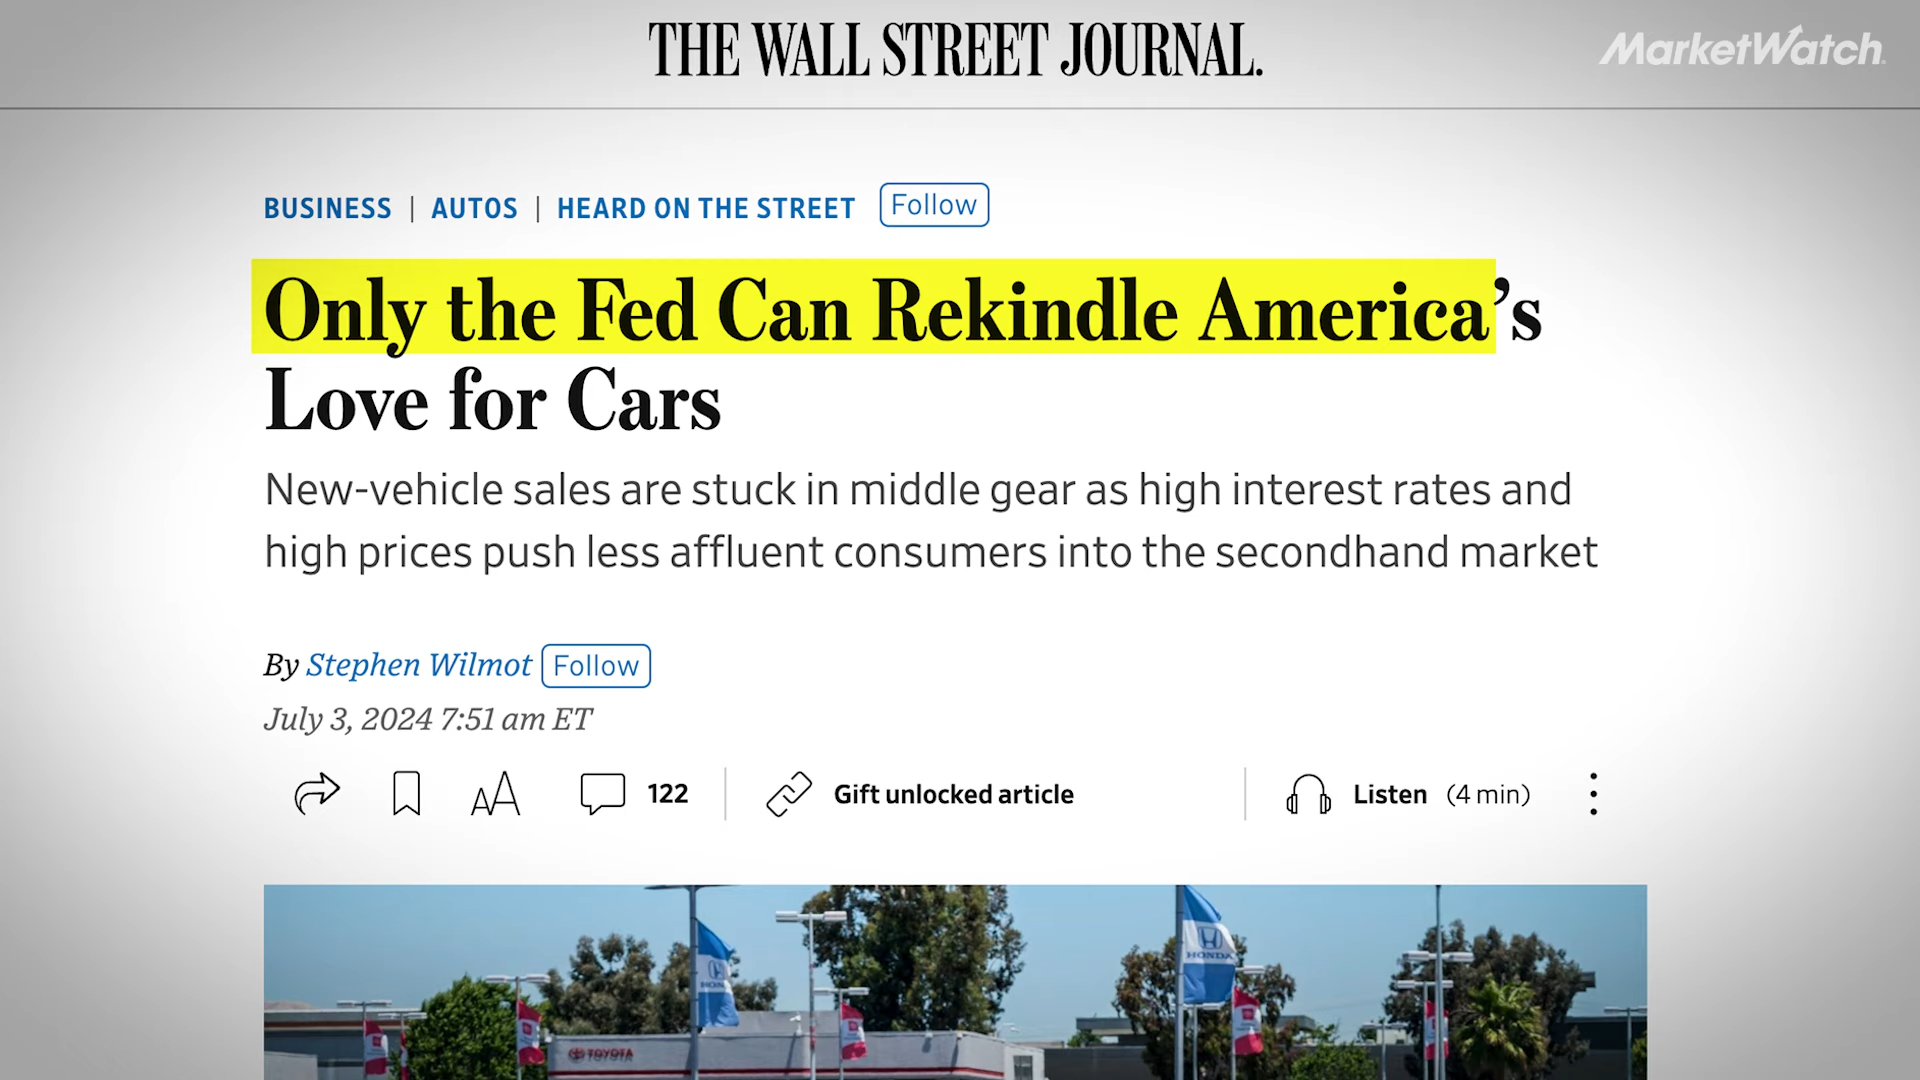 THE WALL STREET JOURNAL.
MarketWatch
BUSINESS | AUTOS | HEARD ON THE STREET Follow
Only the Fed Can Rekindle America’s
Love for Cars
New-vehicle sales are stuck in middle gear as high interest rates and
high prices push less affluent consumers into the secondhand market
By Stephen Wilmot Follow
July 3, 2024 7:51 am ET
AA 122 Gift unlocked article Listen (4 min)
HONDA
HONDA
TOYOTA